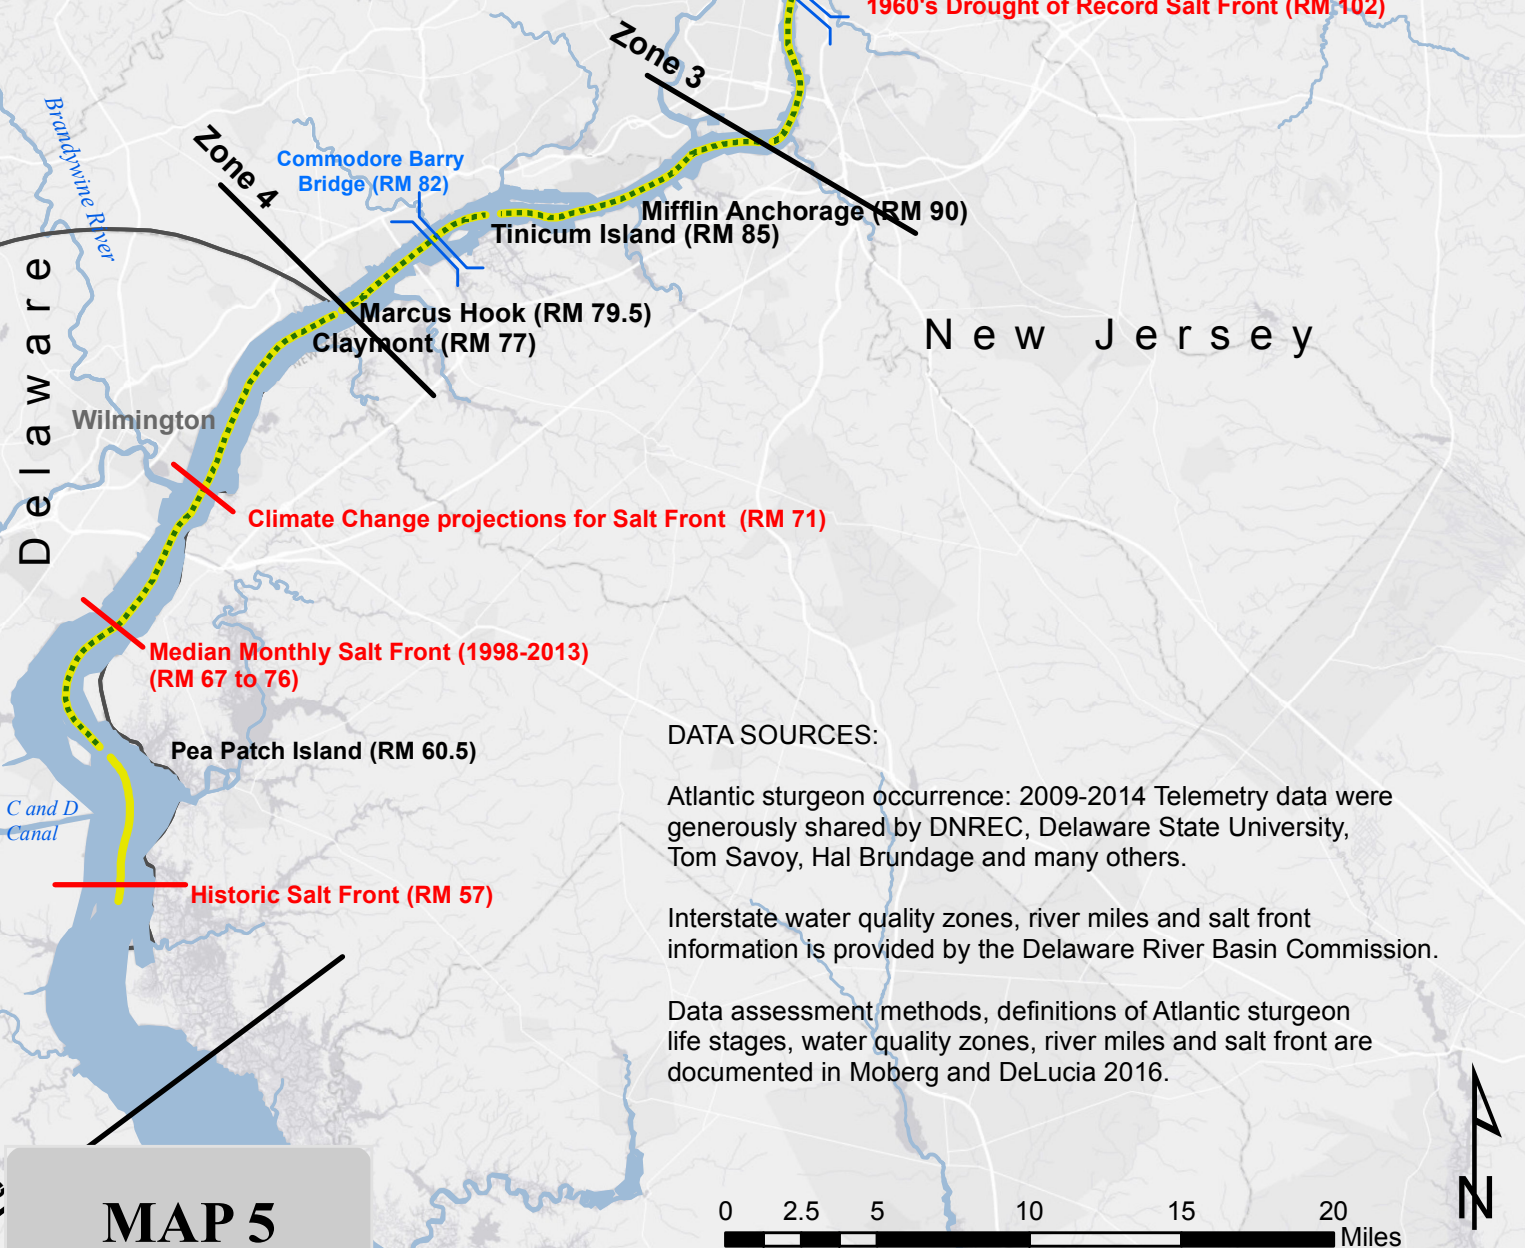 1960's Drought of Record Salt Front (RM 102)
Zone 3
Brandywine River
Zone 4
Commodore Barry
Bridge (RM 82)
Mifflin Anchorage (RM 90)
Tinicum Island (RM 85)
Delaware
Marcus Hook (RM 79.5)
Claymont (RM 77)
New Jersey
Wilmington
Climate Change projections for Salt Front (RM 71)
Median Monthly Salt Front (1998-2013)
(RM 67 to 76)
Pea Patch Island (RM 60.5)
C and D
Canal
Historic Salt Front (RM 57)
DATA SOURCES:
Atlantic sturgeon occurrence: 2009-2014 Telemetry data were
generously shared by DNREC, Delaware State University,
Tom Savoy, Hal Brundage and many others.
Interstate water quality zones, river miles and salt front
information is provided by the Delaware River Basin Commission.
Data assessment methods, definitions of Atlantic sturgeon
life stages, water quality zones, river miles and salt front are
documented in Moberg and DeLucia 2016.
MAP 5
0 2.5 5 10 15 20
Miles
N